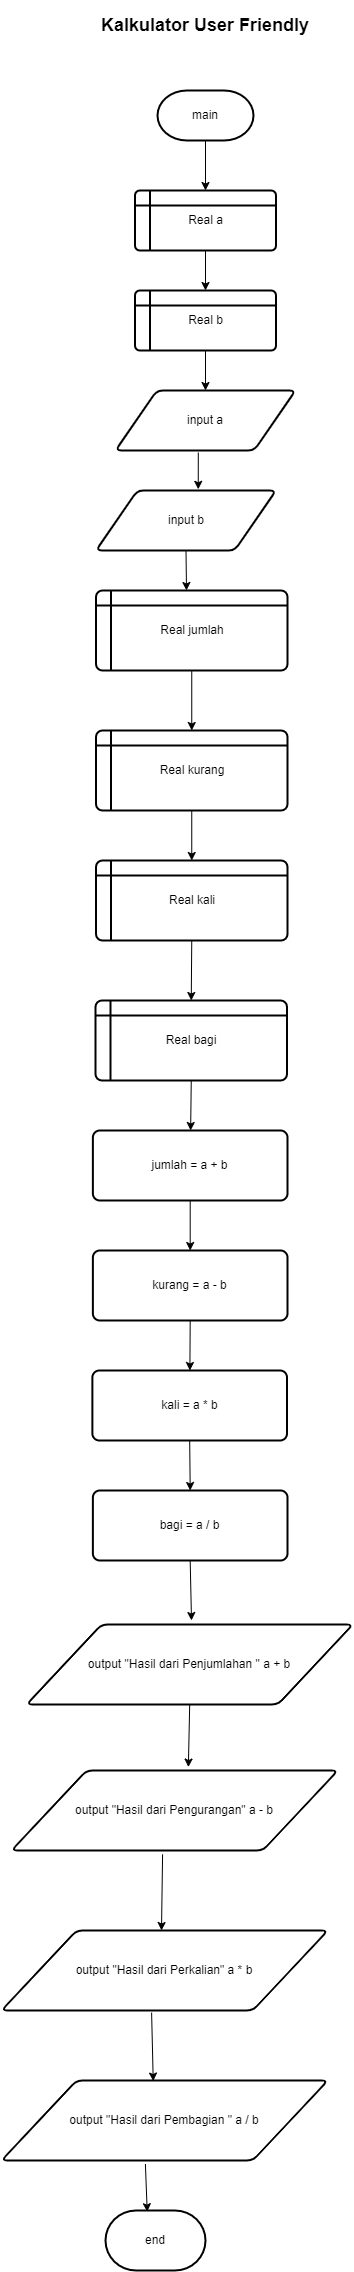 Kalkulator User Friendly
main
Real a
Real b
input a
input b
Real jumlah
Real kurang
Real kali
Real bagi
jumlah = a + b
kurang = a - b
kali = a * b
bagi = a / b
output "Hasil dari Penjumlahan " a + b
output "Hasil dari Pengurangan" a - b
output "Hasil dari Perkalian" a * b
output "Hasil dari Pembagian " a / b
end